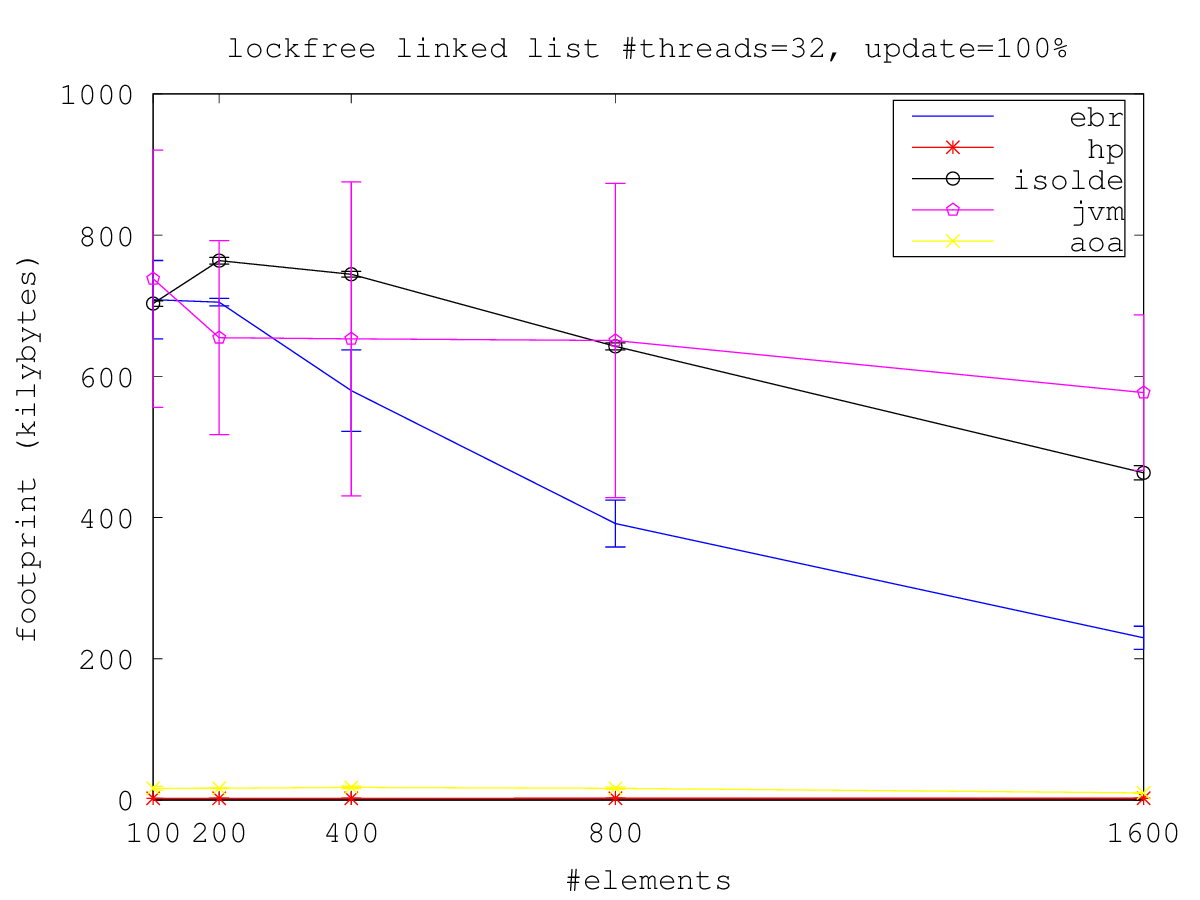 lockfree linked list #threads=32, update=100%
1000
800
600
400
200
0
footprint (kilybytes)
ebr
hp
isolde
jvm
aoa
100 200 400 800 1600
#elements